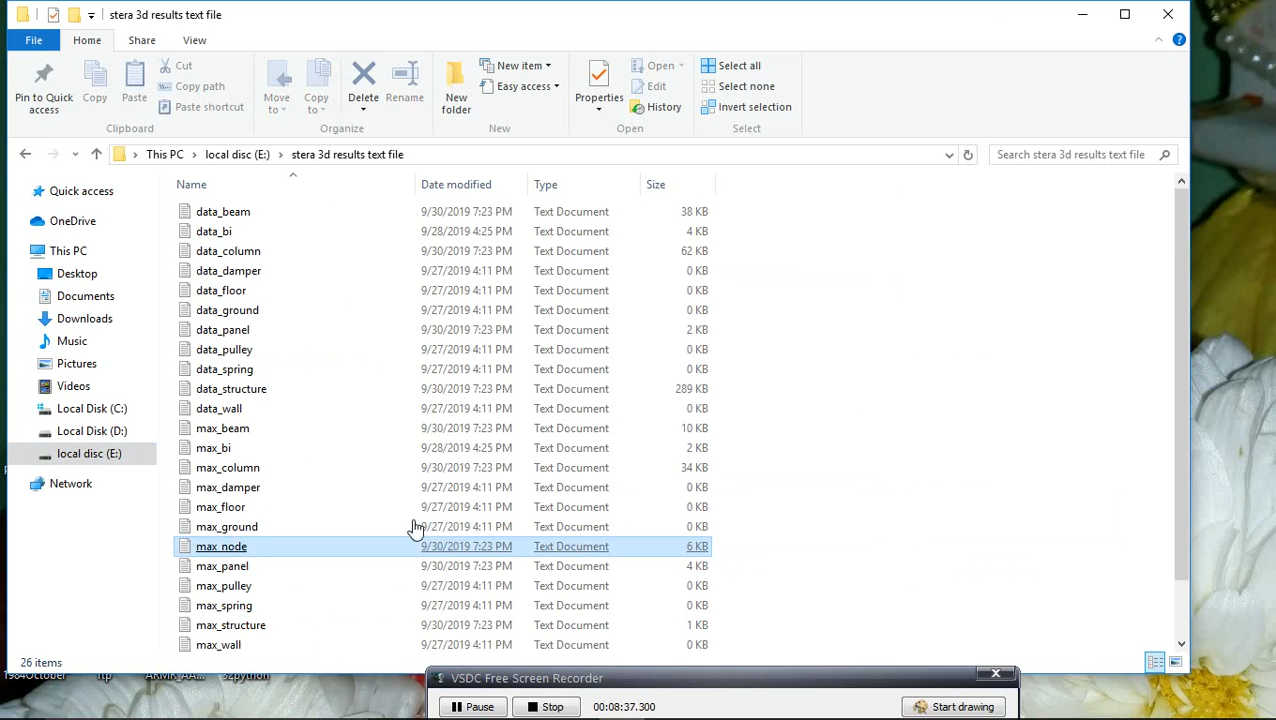 stera 3d results text file
File Home Share View
Pin to Quick access
Copy
Paste
Cut
Copy path
Paste shortcut
Clipboard
Move to
Copy to
Delete
Rename
Organize
New folder
New item
Easy access
New
Properties
Open
Edit
History
Open
Select all
Select none
Invert selection
Select
This PC > local disc (E:) > stera 3d results text file
Search stera 3d results text file
Quick access
OneDrive
This PC
Desktop
Documents
Downloads
Music
Pictures
Videos
Local Disk (C:)
Local Disk (D:)
local disc (E:)
Network
Name Date modified Type Size
data_beam 9/30/2019 7:23 PM Text Document 38 KB
data_bi 9/28/2019 4:25 PM Text Document 4 KB
data_column 9/30/2019 7:23 PM Text Document 62 KB
data_damper 9/27/2019 4:11 PM Text Document 0 KB
data_floor 9/27/2019 4:11 PM Text Document 0 KB
data_ground 9/27/2019 4:11 PM Text Document 0 KB
data_panel 9/30/2019 7:23 PM Text Document 2 KB
data_pulley 9/27/2019 4:11 PM Text Document 0 KB
data_spring 9/27/2019 4:11 PM Text Document 0 KB
data_structure 9/30/2019 7:23 PM Text Document 289 KB
data_wall 9/27/2019 4:11 PM Text Document 0 KB
max_beam 9/30/2019 7:23 PM Text Document 10 KB
max_bi 9/28/2019 4:25 PM Text Document 2 KB
max_column 9/30/2019 7:23 PM Text Document 34 KB
max_damper 9/27/2019 4:11 PM Text Document 0 KB
max_floor 9/27/2019 4:11 PM Text Document 0 KB
max_ground 9/27/2019 4:11 PM Text Document 0 KB
max_node 9/30/2019 7:23 PM Text Document 6 KB
max_panel 9/30/2019 7:23 PM Text Document 4 KB
max_pulley 9/27/2019 4:11 PM Text Document 0 KB
max_spring 9/27/2019 4:11 PM Text Document 0 KB
max_structure 9/30/2019 7:23 PM Text Document 1 KB
max_wall 9/27/2019 4:11 PM Text Document 0 KB
26 items
1984October
VSDC Free Screen Recorder
Pause Stop 00:08:37.300 Start drawing